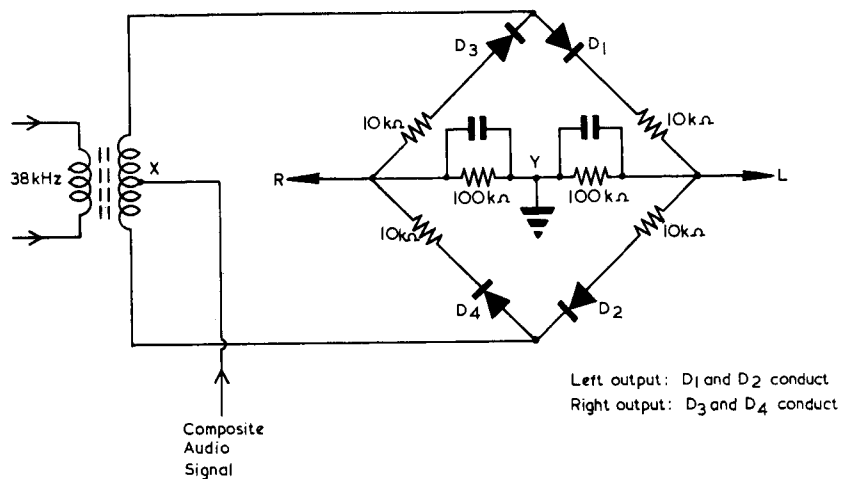 D3
D1
10kΩ
10kΩ
38kHz
X
R
Y
L
100kΩ
100kΩ
10kΩ
10kΩ
D4
D2
Left output: D1 and D2 conduct
Right output: D3 and D4 conduct
Composite
Audio
Signal